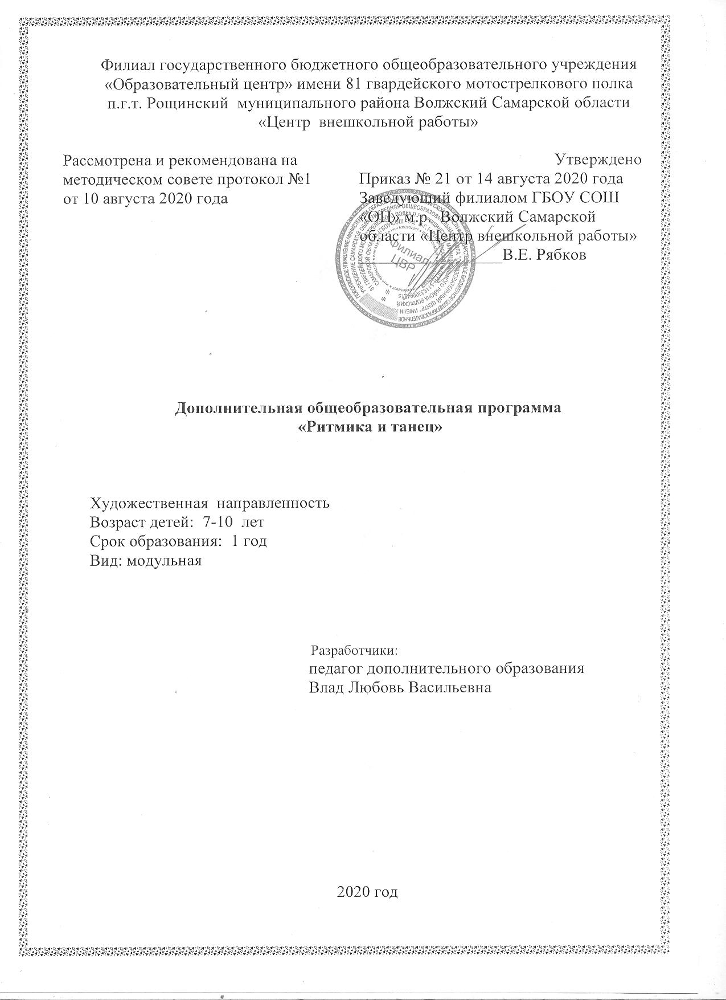 Филиал государственного бюджетного общеобразовательного учреждения
«Образовательный центр» имени 81 гвардейского мотострелкового полка
п.г.т. Рощинский муниципального района Волжский Самарской области
«Центр внешкольной работы»
Рассмотрена и рекомендована на
методическом совете протокол №1
от 10 августа 2020 года
Утверждено
Приказ № 21 от 14 августа 2020 года
Заведующий филиалом ГБОУ СОШ
«ОЦ» м.р. Волжский Самарской
области «Центр внешкольной работы»
В.Е. Рябков
Филиал
ЦВР
Дополнительная общеобразовательная программа
«Ритмика и танец»
Художественная направленность
Возраст детей: 7-10 лет
Срок образования: 1 год
Вид: модульная
Разработчики:
педагог дополнительного образования
Влад Любовь Васильевна
2020 год